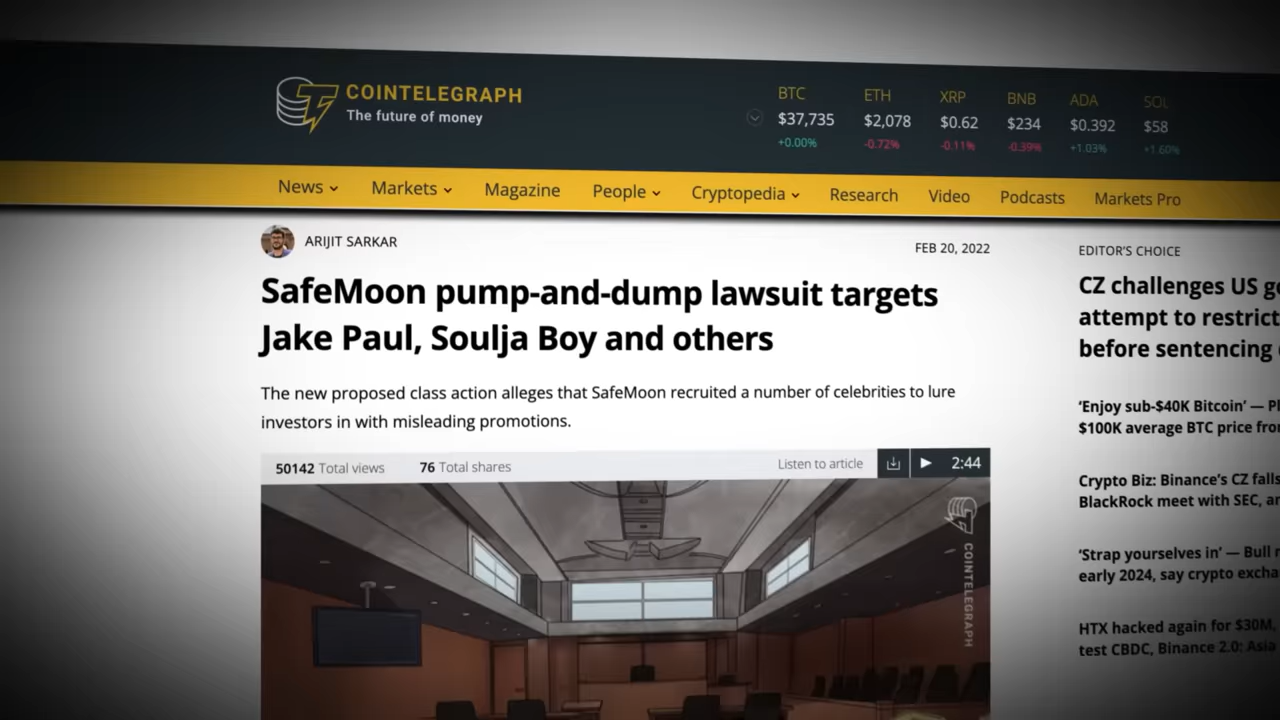 COINTELEGRAPH
The future of money
BTC ETH XRP BNB ADA SOL
$37,735 $2,078 $0.62 $234 $0.392 $58
+0.00% -0.72% -0.11% -0.39% +1.03% +1.60%
News Markets Magazine People Cryptopedia Research Video Podcasts Markets Pro
ARIJIT SARKAR
FEB 20, 2022
SafeMoon pump-and-dump lawsuit targets
Jake Paul, Soulja Boy and others
The new proposed class action alleges that SafeMoon recruited a number of celebrities to lure
investors in with misleading promotions.
50142 Total views 76 Total shares
Listen to article 2:44
COINTELEGRAPH
EDITOR'S CHOICE
CZ challenges US
attempt to restrict
before sentencing
‘Enjoy sub-$40K Bitcoin’ —
$100K average BTC price
Crypto Biz: Binance's CZ
BlackRock meet with SEC,
‘Strap yourselves in’ — Bull
early 2024, say crypto
HTX hacked again for $30M,
test CBDC, Binance 2.0: Asia